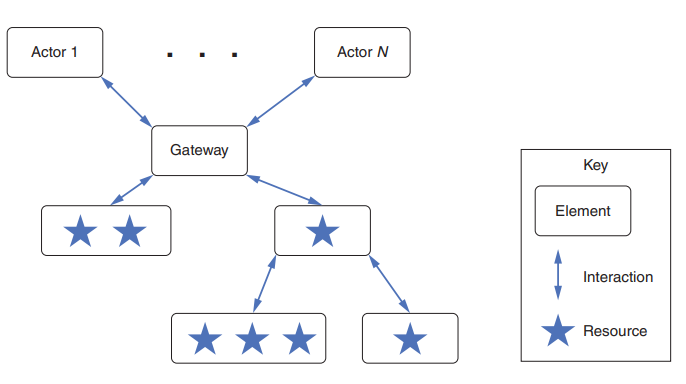 Actor 1
. . .
Actor N
Gateway
Key
Element
Interaction
Resource